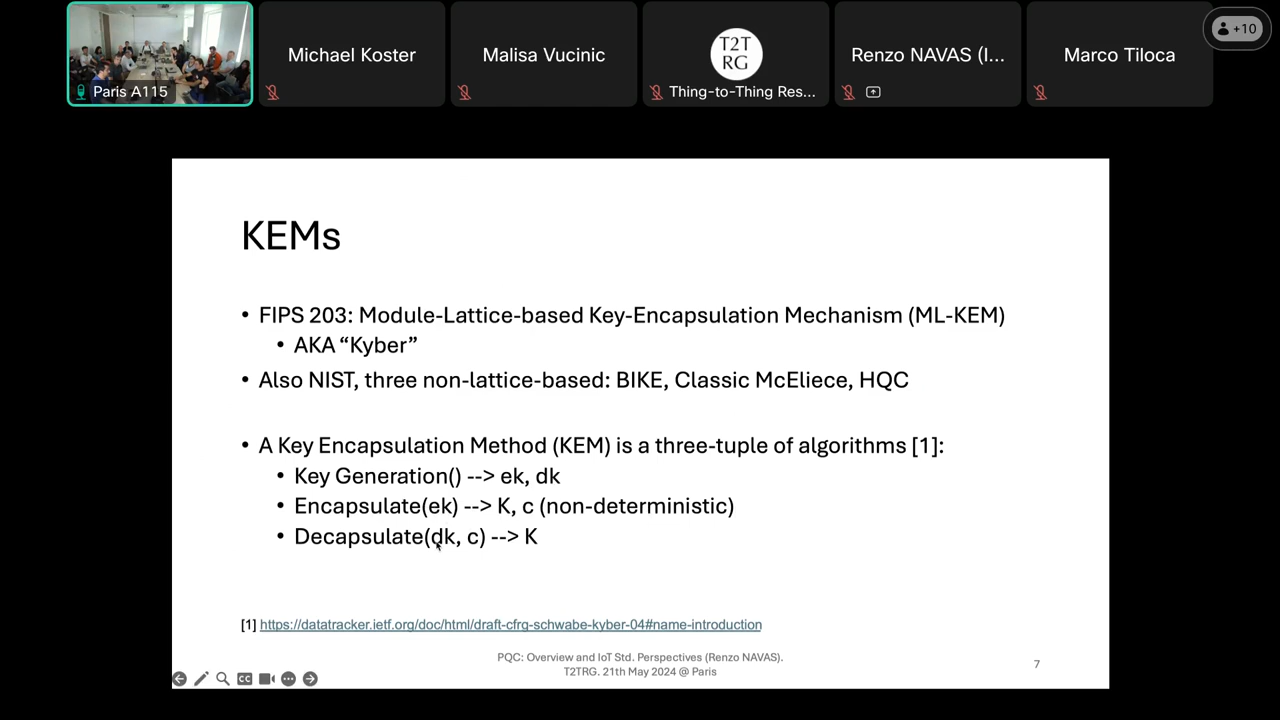 Paris A115
Michael Koster
Malisa Vucinic
T2T
RG
Thing-to-Thing Res...
Renzo NAVAS (I...
Marco Tiloca
+10
KEMs
• FIPS 203: Module-Lattice-based Key-Encapsulation Mechanism (ML-KEM)
• AKA “Kyber”
• Also NIST, three non-lattice-based: BIKE, Classic McEliece, HQC
• A Key Encapsulation Method (KEM) is a three-tuple of algorithms [1]:
• Key Generation() --> ek, dk
• Encapsulate(ek) --> K, c (non-deterministic)
• Decapsulate(dk, c) --> K
[1] https://datatracker.ietf.org/doc/html/draft-cfrg-schwabe-kyber-04#name-introduction
PQC: Overview and IoT Std. Perspectives (Renzo NAVAS).
T2TRG. 21th May 2024 @ Paris
7
CC